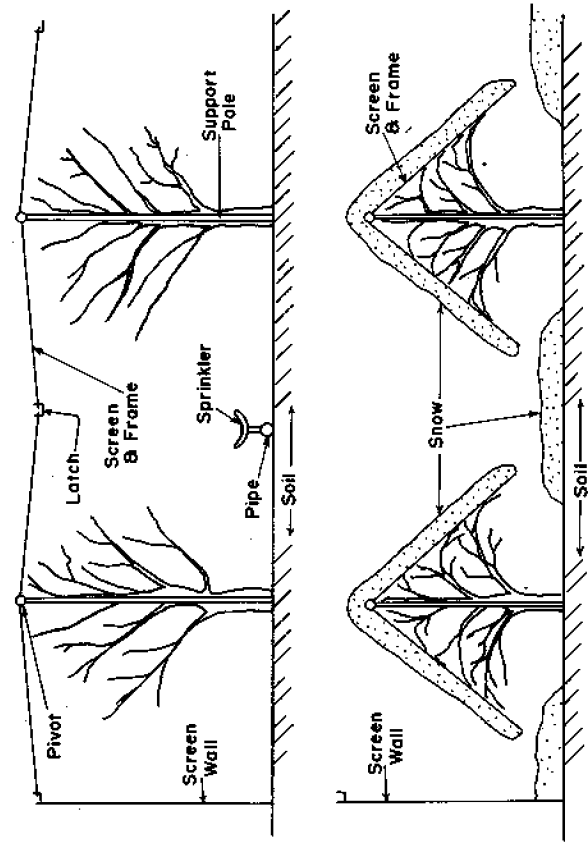 Pivot
Screen
Wall
Latch
Screen
& Frame
Sprinkler
Pipe
Soil
Support
Pole
Screen
Wall
Snow
Screen
& Frame
Soil